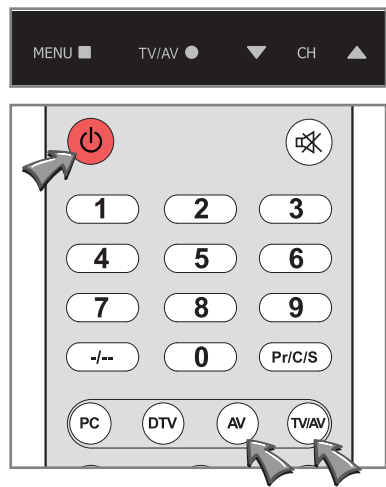 MENU TV/AV CH
1 2 3
4 5 6
7 8 9
-/-- 0 Pr/C/S
PC DTV AV TV/AV